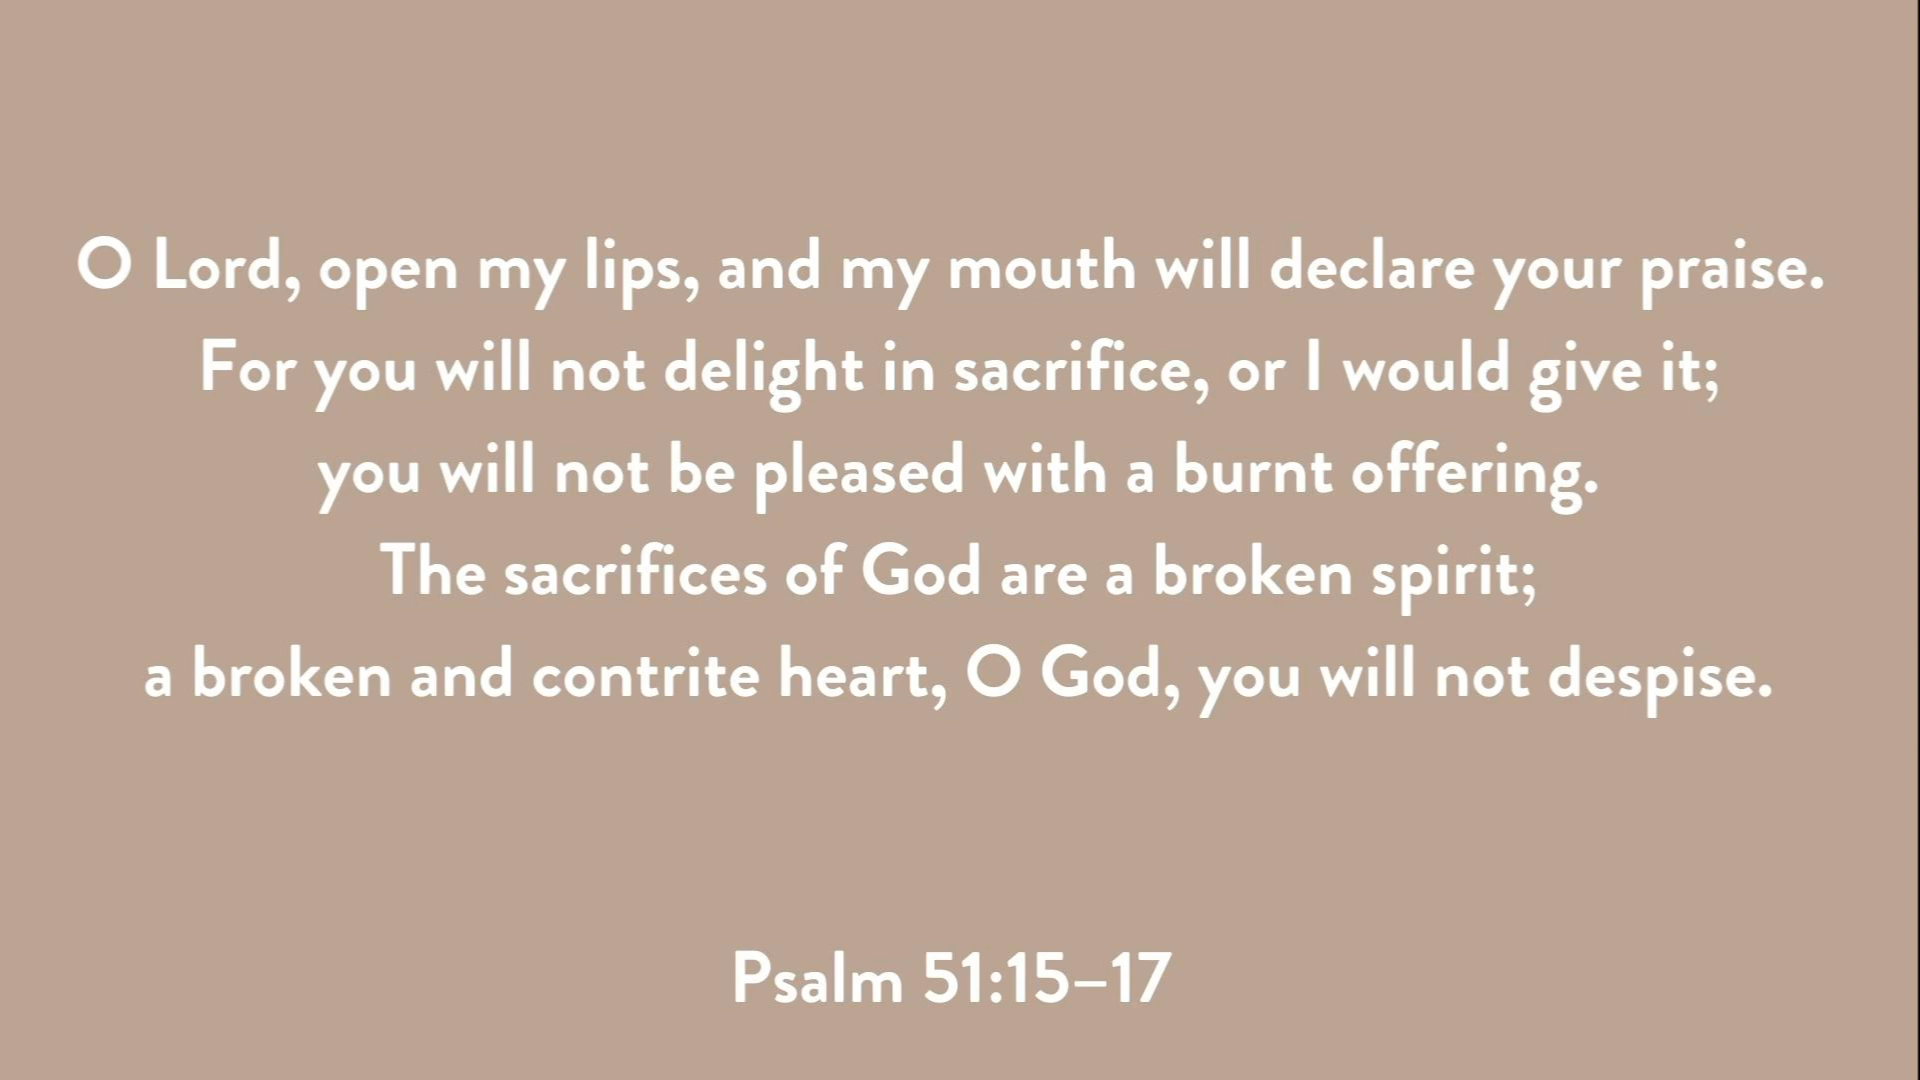 O Lord, open my lips, and my mouth will declare your praise.
For you will not delight in sacrifice, or I would give it;
you will not be pleased with a burnt offering.
The sacrifices of God are a broken spirit;
a broken and contrite heart, O God, you will not despise.
Psalm 51:15–17